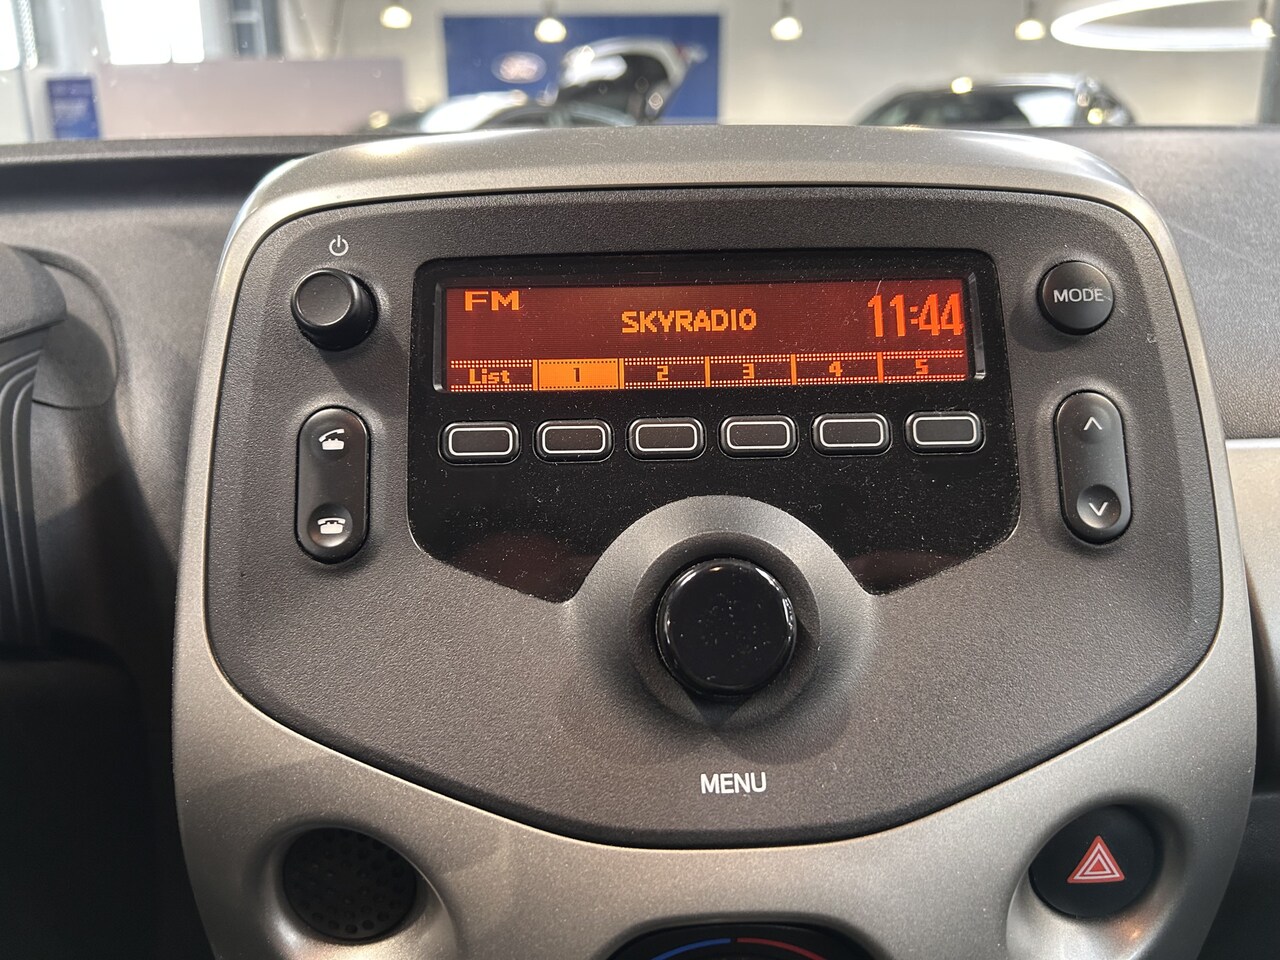 FM
SKYRADIO
11:44
List 1 2 3 4 5
MODE
MENU